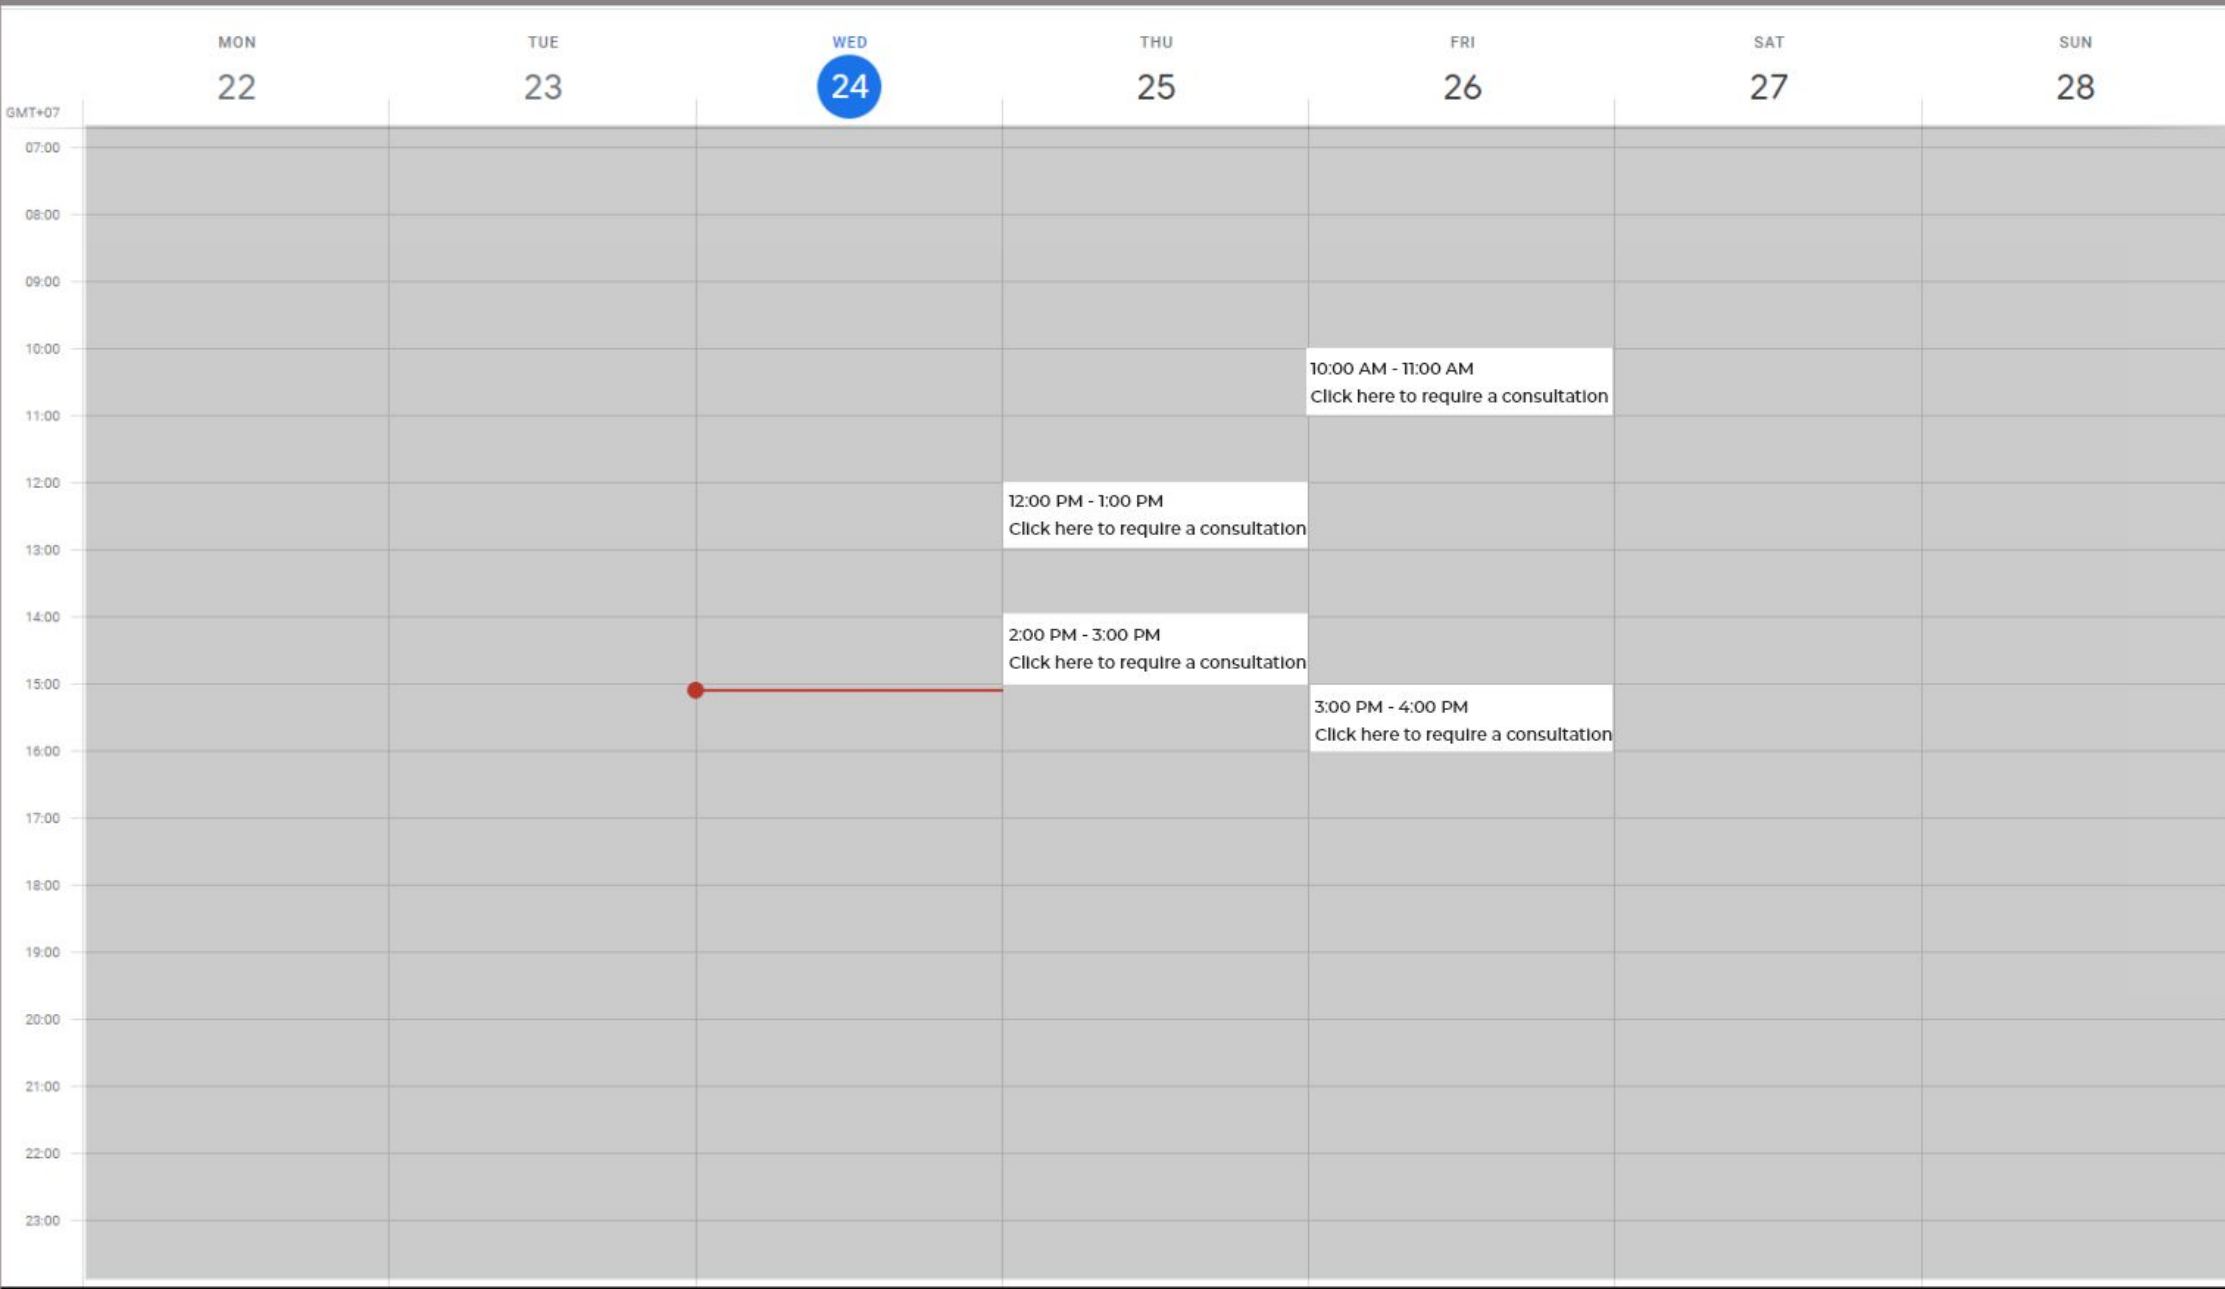 MON TUE WED THU FRI SAT SUN
22 23 24 25 26 27 28
GMT+07
07:00
08:00
09:00
10:00
10:00 AM - 11:00 AM
Click here to require a consultation
11:00
12:00
12:00 PM - 1:00 PM
Click here to require a consultation
13:00
14:00
2:00 PM - 3:00 PM
Click here to require a consultation
15:00
3:00 PM - 4:00 PM
Click here to require a consultation
16:00
17:00
18:00
19:00
20:00
21:00
22:00
23:00